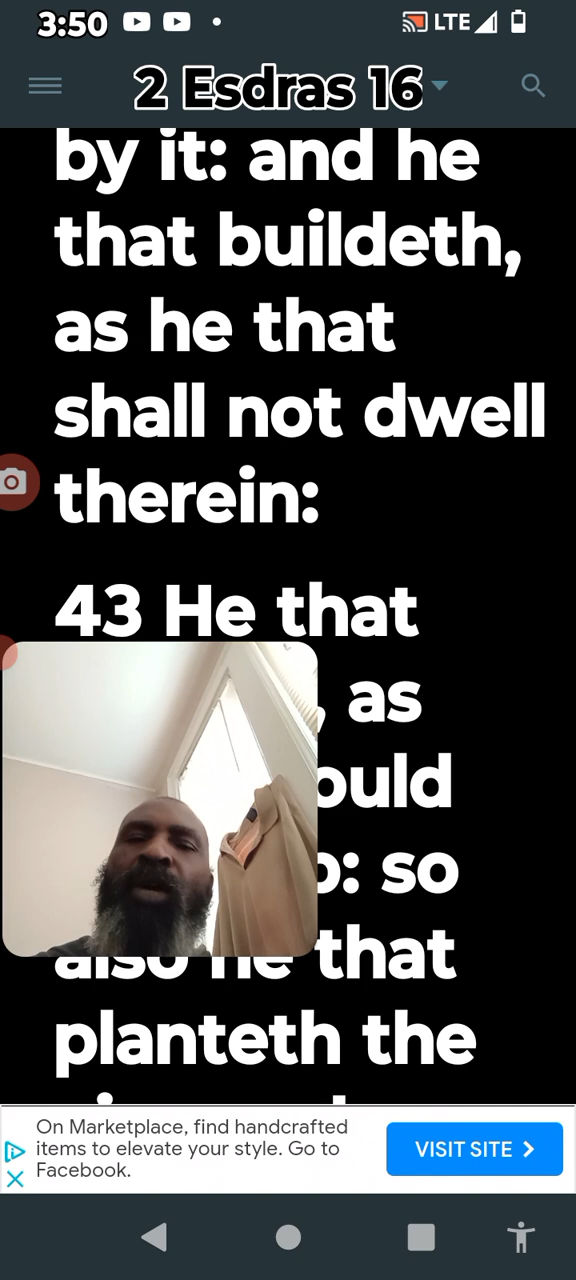 3:50
LTE
2 Esdras 16
by it: and he
that buildeth,
as he that
shall not dwell
therein:
43 He that
, as
ould
: so
also he that
planteth the
On Marketplace, find handcrafted
items to elevate your style. Go to
Facebook.
VISIT SITE